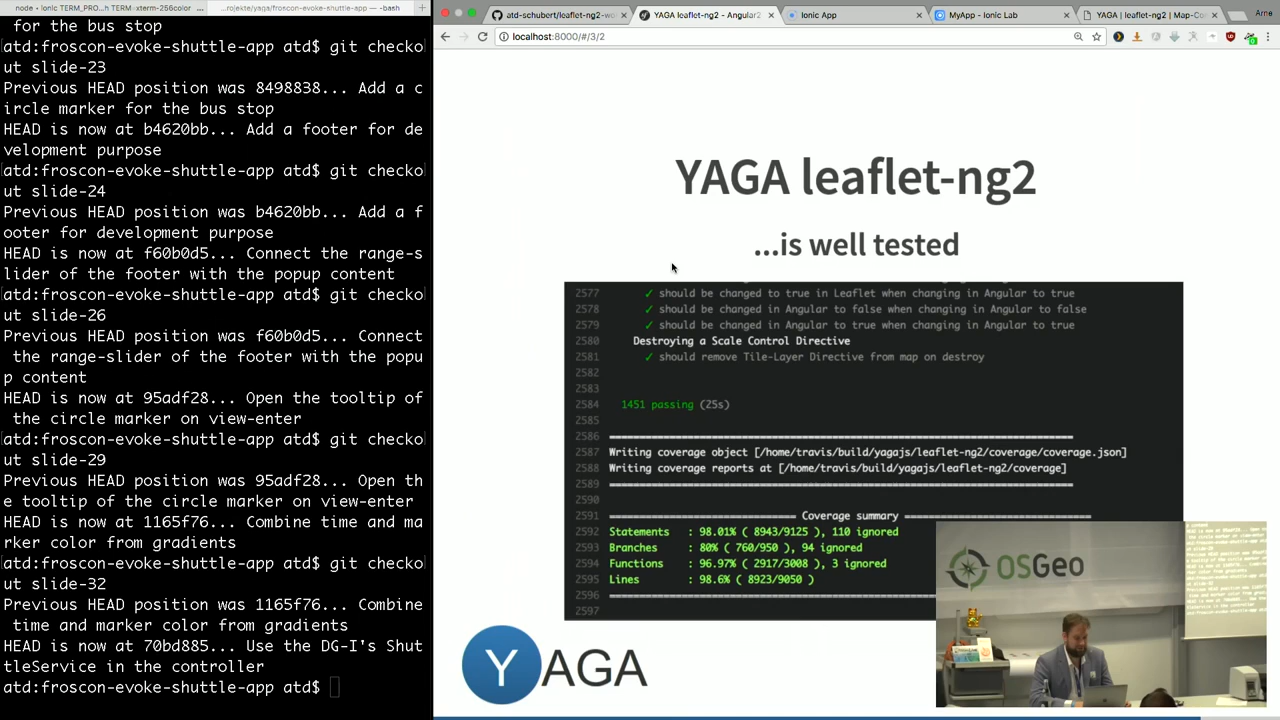 node • Ionic TERM_PRO...h TERM=xterm-256color
...
...rojekte/yaga/froscon-evoke-shuttle-app — -bash
+
for the bus stop
atd:froscon-evoke-shuttle-app atd$ git checko
ut slide-23
Previous HEAD position was 8498838... Add a c
ircle marker for the bus stop
HEAD is now at b4620bb... Add a footer for de
velopment purpose
atd:froscon-evoke-shuttle-app atd$ git checko
ut slide-24
Previous HEAD position was b4620bb... Add a f
ooter for development purpose
HEAD is now at f60b0d5... Connect the range-s
lider of the footer with the popup content
atd:froscon-evoke-shuttle-app atd$ git checko
ut slide-26
Previous HEAD position was f60b0d5... Connect
the range-slider of the footer with the popu
p content
HEAD is now at 95adf28... Open the tooltip of
the circle marker on view-enter
atd:froscon-evoke-shuttle-app atd$ git checko
ut slide-29
Previous HEAD position was 95adf28... Open th
e tooltip of the circle marker on view-enter
HEAD is now at 1165f76... Combine time and ma
rker color from gradients
atd:froscon-evoke-shuttle-app atd$ git checko
ut slide-32
Previous HEAD position was 1165f76... Combine
time and marker color from gradients
HEAD is now at 70bd885... Use the DG-I's Shut
tleService in the controller
atd:froscon-evoke-shuttle-app atd$
atd-schubert/leaflet-ng2-wo
YAGA leaflet-ng2 - Angular2
Ionic App
MyApp - Ionic Lab
YAGA | leaflet-ng2 | Map-Co
Arne
localhost:8000/#/3/2
YAGA leaflet-ng2
...is well tested
2577 ✓ should be changed to true in Leaflet when changing in Angular to true
2578 ✓ should be changed in Angular to false when changing in Angular to false
2579 ✓ should be changed in Angular to true when changing in Angular to true
2580 Destroying a Scale Control Directive
2581 ✓ should remove Tile-Layer Directive from map on destroy
2582
2583
2584 1451 passing (25s)
2585
2586 =============================================================================
2587 Writing coverage object [/home/travis/build/yagajs/leaflet-ng2/coverage/coverage.json]
2588 Writing coverage reports at [/home/travis/build/yagajs/leaflet-ng2/coverage]
2589 =============================================================================
2590
2591 =============================== Coverage summary ===============================
2592 Statements : 98.01% ( 8943/9125 ), 110 ignored
2593 Branches : 80% ( 760/950 ), 94 ignored
2594 Functions : 96.97% ( 2917/3008 ), 3 ignored
2595 Lines : 98.6% ( 8923/9050 )
2596
2597
YAGA
OSGeo